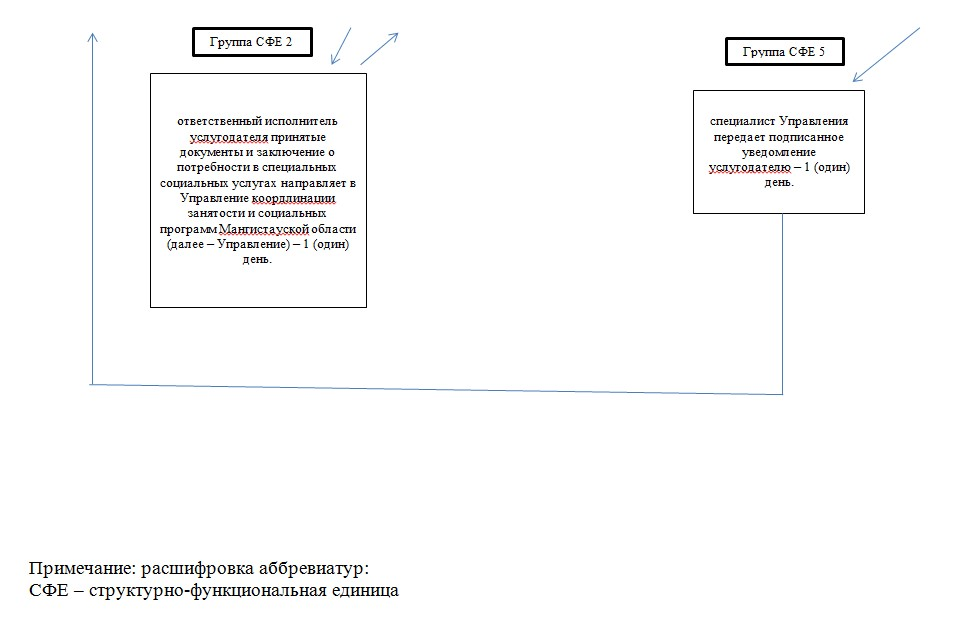 Группа СФЕ 2
ответственный исполнитель
услугодателя принятые
документы и заключение о
потребности в специальных
социальных услугах направляет в
Управление коорлинации
занятости и социальных
программ Мангистауской области
(далее – Управление) – 1 (один)
день.
Группа СФЕ 5
специалист Управления
передает подписанное
уведомление
услугодателю – 1 (один)
день.
Примечание: расшифровка аббревиатур:
СФЕ – структурно-функциональная единица